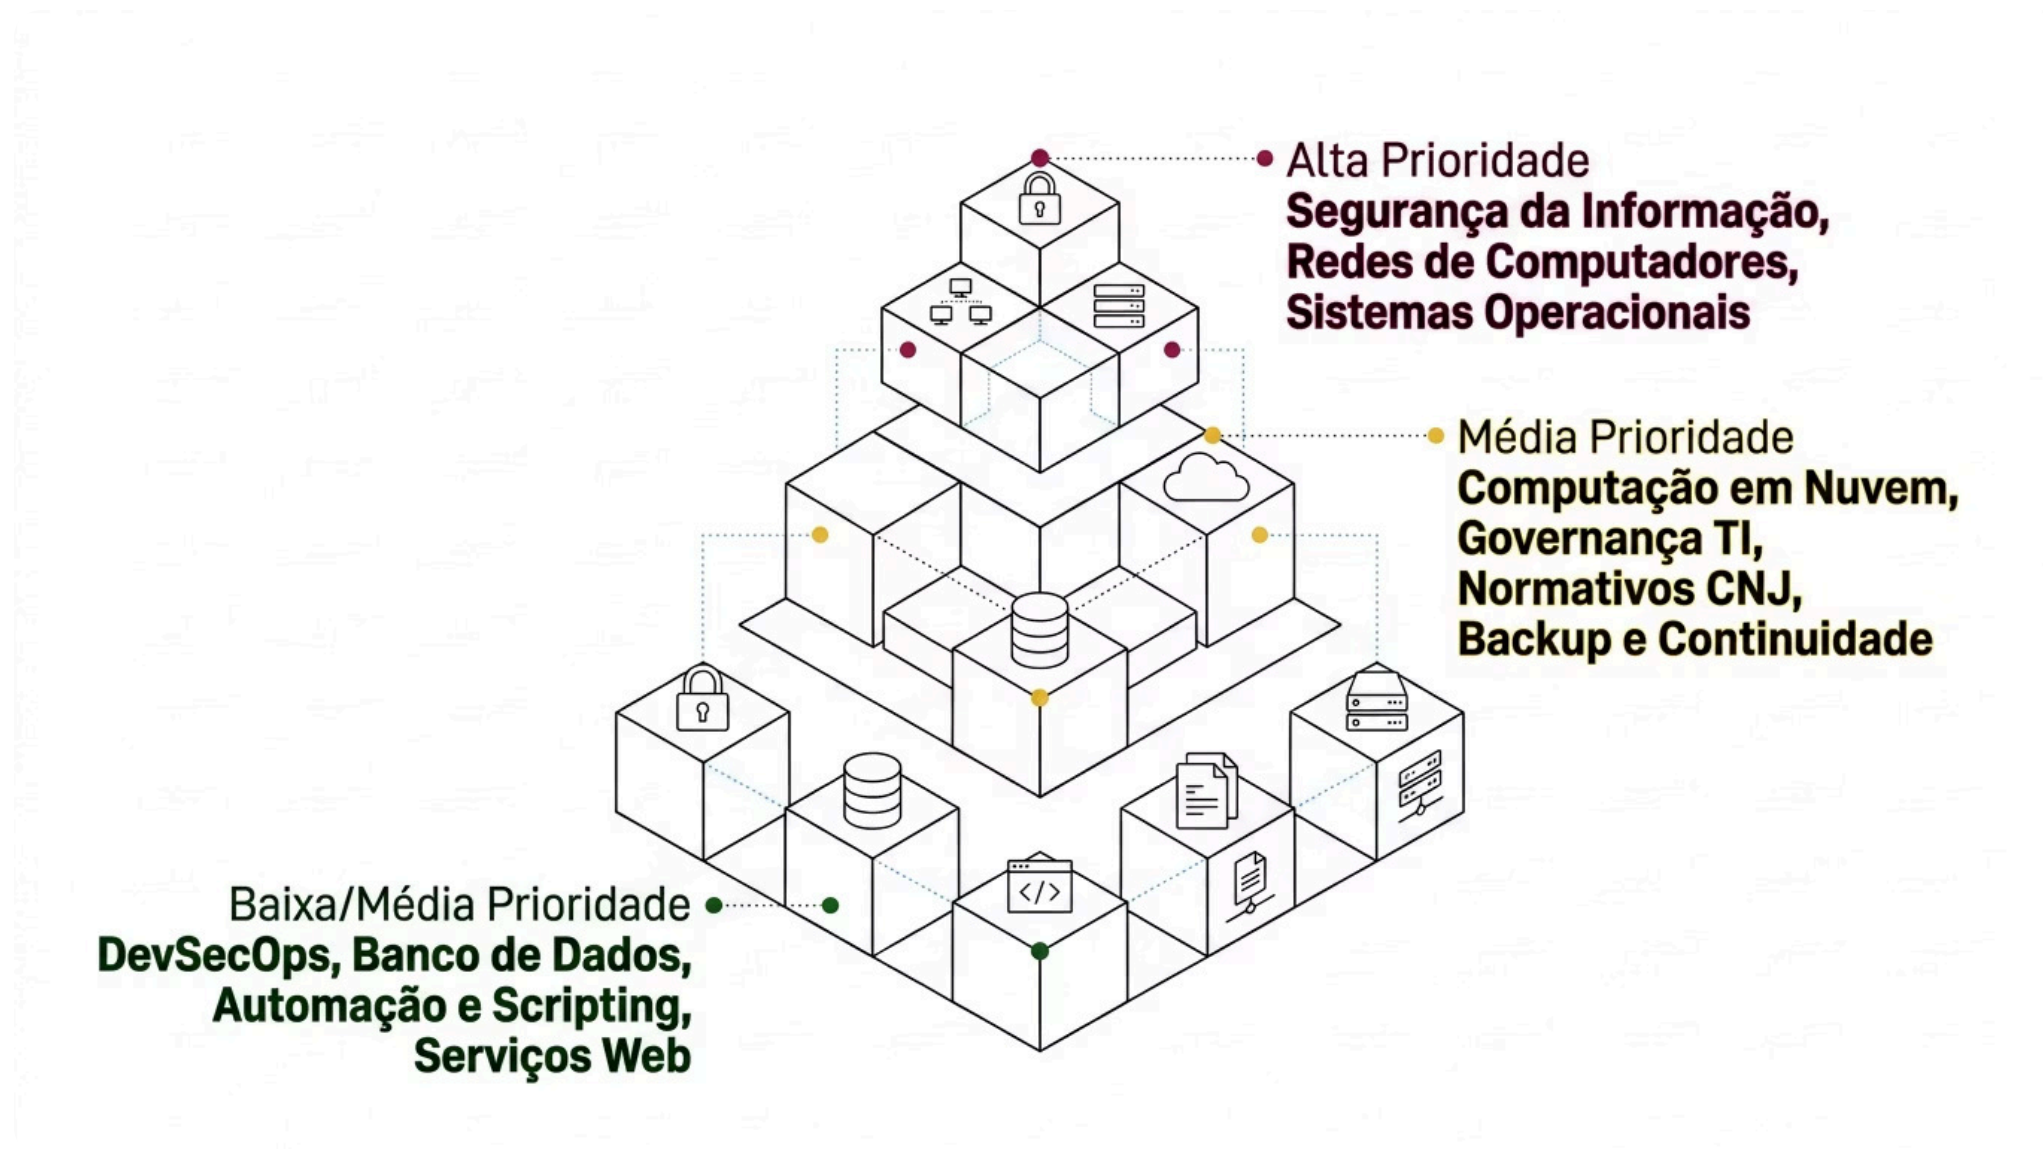 Alta Prioridade
Segurança da Informação,
Redes de Computadores,
Sistemas Operacionais
Média Prioridade
Computação em Nuvem,
Governança TI,
Normativos CNJ,
Backup e Continuidade
</>
Baixa/Média Prioridade
DevSecOps, Banco de Dados,
Automação e Scripting,
Serviços Web